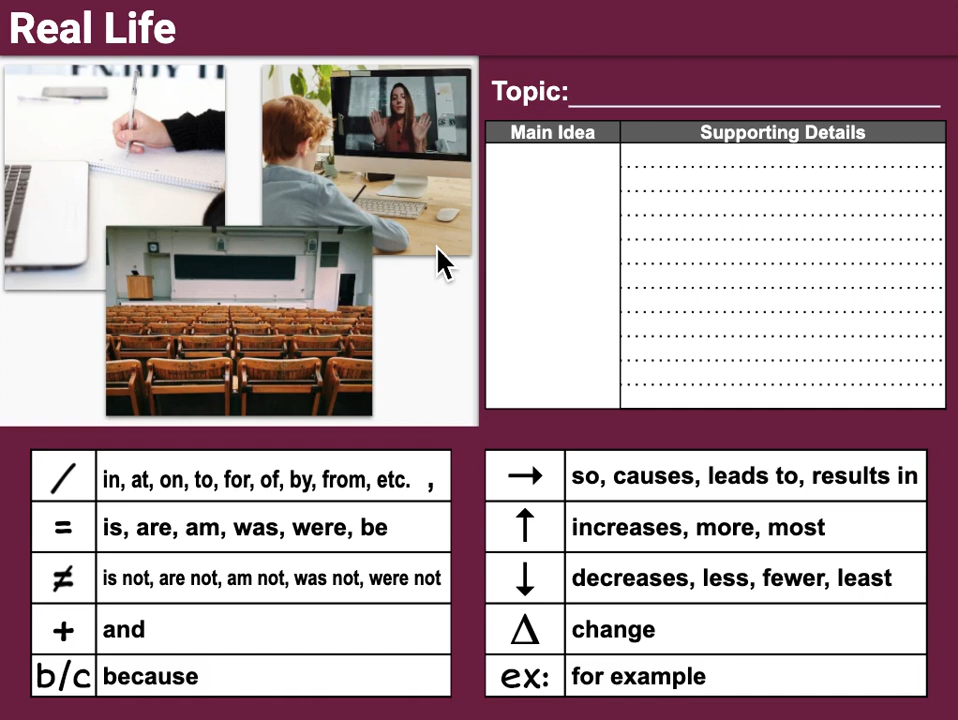 Real Life
ENJOY
Topic:
Main Idea Supporting Details
/ in, at, on, to, for, of, by, from, etc. ,
= is, are, am, was, were, be
≠ is not, are not, am not, was not, were not
+ and
b/c because
→ so, causes, leads to, results in
↑ increases, more, most
↓ decreases, less, fewer, least
Δ change
ex: for example